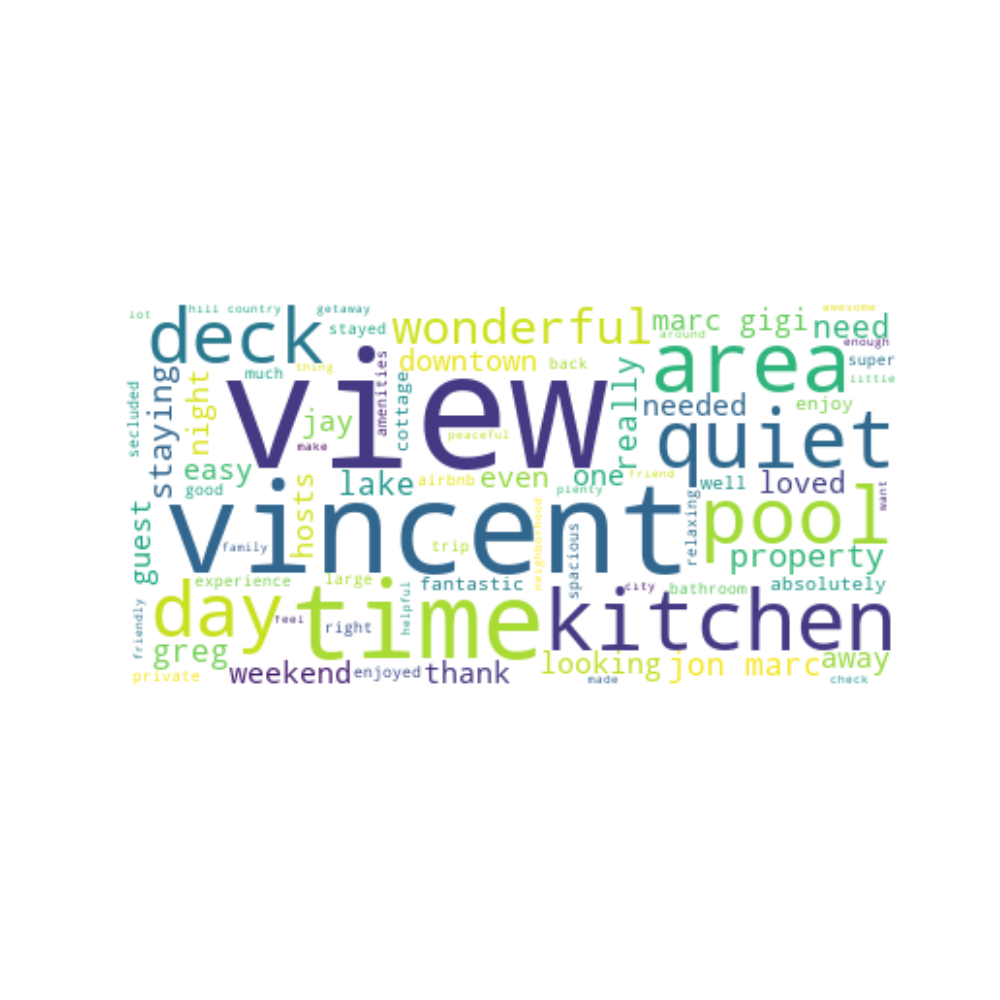 lot
hill country
getaway
awesome
deck
stayed
wonderful
marc gigi
need
around
enough
much
thing
downtown
back
area
super
little
secluded
staying
night
view
amenities
cottage
really
needed
enjoy
jay
make
peaceful
quiet
easy
good
lake
airbnb
even
one
friend
well
loved
plenty
want
guest
hosts
vincent
relaxing
pool
family
trip
neighborhood
spacious
property
experience
large
fantastic
city
bathroom
absolutely
friendly
day
feel
time
right
helpful
kitchen
greg
private
weekend
enjoyed
thank
looking
made
jon marc
away
check